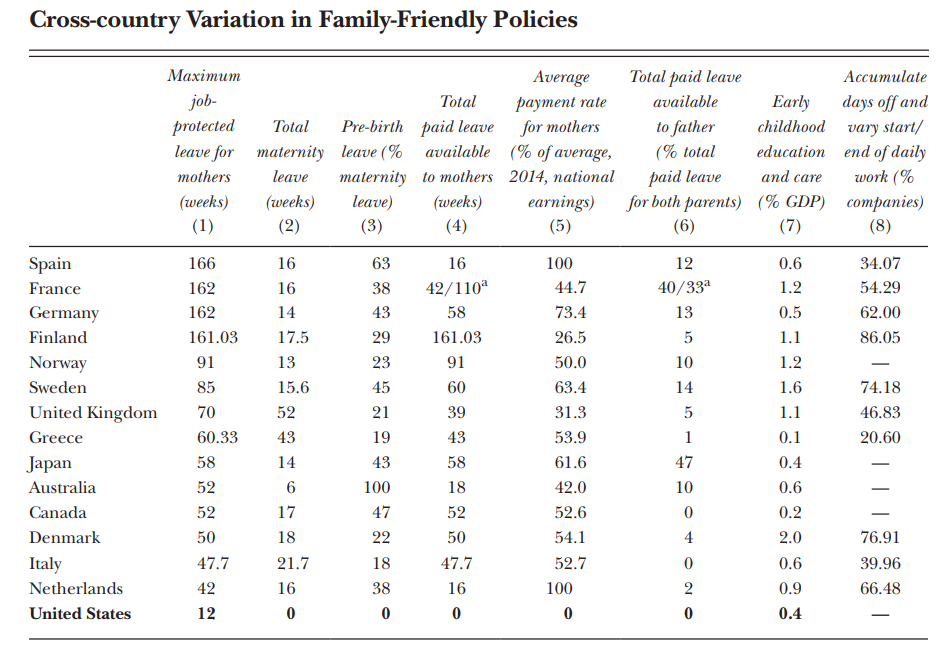 Cross-country Variation in Family-Friendly Policies
Maximum job-protected leave for mothers (weeks) (1) Total maternity leave (weeks) (2) Pre-birth leave (% maternity leave) (3) Total paid leave available to mothers (weeks) (4) Average payment rate for mothers (% of average, 2014, national earnings) (5) Total paid leave available to father (% total paid leave for both parents) (6) Early childhood education and care (% GDP) (7) Accumulate days off and vary start/end of daily work (% companies) (8)
Spain 166 16 63 16 100 12 0.6 34.07
France 162 16 38 42/110a 44.7 40/33a 1.2 54.29
Germany 162 14 43 58 73.4 13 0.5 62.00
Finland 161.03 17.5 29 161.03 26.5 5 1.1 86.05
Norway 91 13 23 91 50.0 10 1.2 —
Sweden 85 15.6 45 60 63.4 14 1.6 74.18
United Kingdom 70 52 21 39 31.3 5 1.1 46.83
Greece 60.33 43 19 43 53.9 1 0.1 20.60
Japan 58 14 43 58 61.6 47 0.4 —
Australia 52 6 100 18 42.0 10 0.6 —
Canada 52 17 47 52 52.6 0 0.2 —
Denmark 50 18 22 50 54.1 4 2.0 76.91
Italy 47.7 21.7 18 47.7 52.7 0 0.6 39.96
Netherlands 42 16 38 16 100 2 0.9 66.48
United States 12 0 0 0 0 0 0.4 —